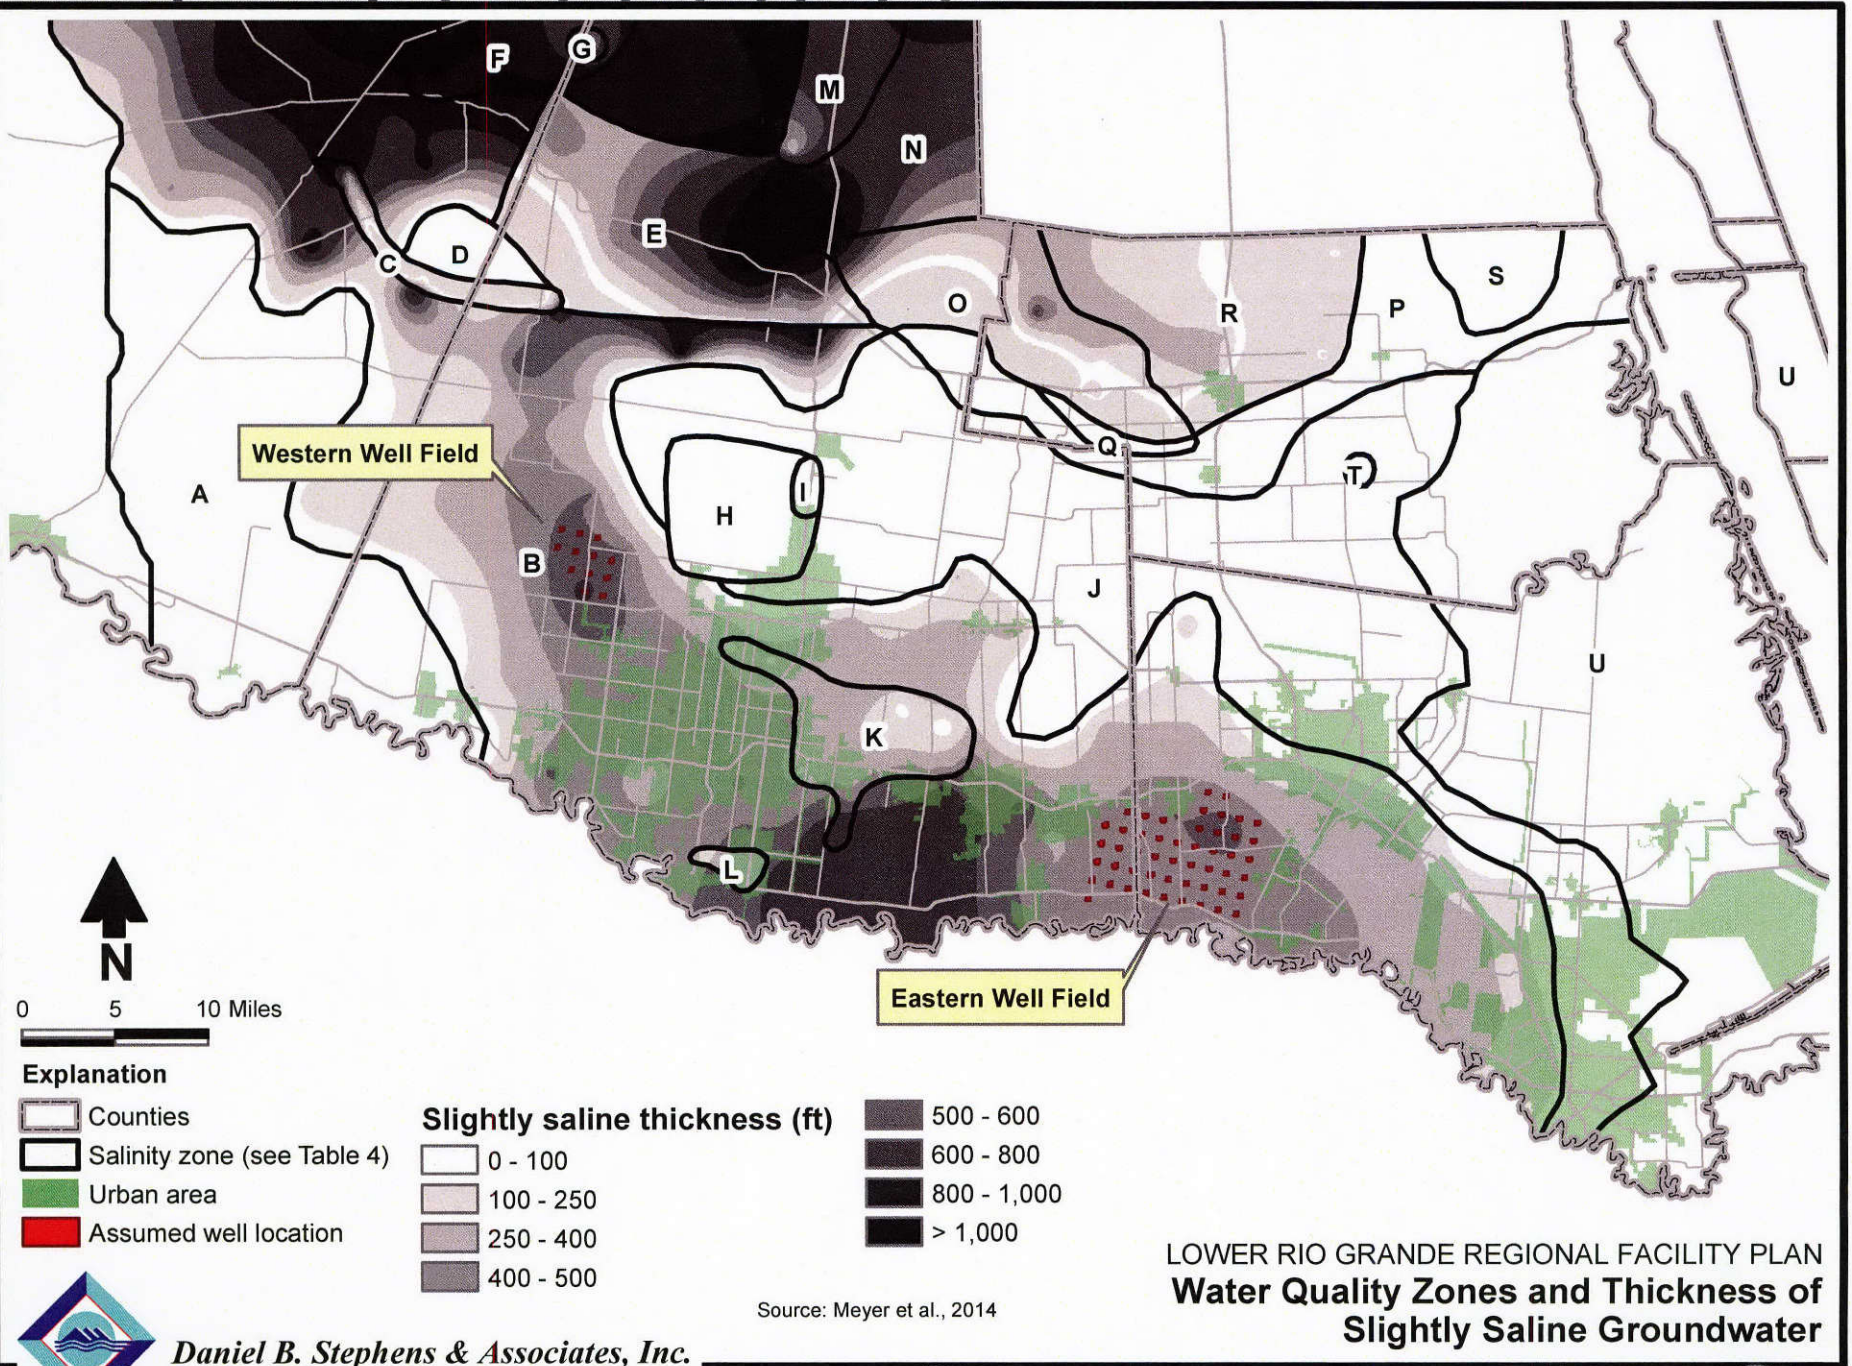 F
G
M
N
E
C
D
O
R
P
S
U
Western Well Field
A
H
I
Q
T
B
J
U
K
L
N
Eastern Well Field
0 5 10 Miles
Explanation
Counties
Salinity zone (see Table 4)
Urban area
Assumed well location
Slightly saline thickness (ft)
0 - 100
100 - 250
250 - 400
400 - 500
500 - 600
600 - 800
800 - 1,000
> 1,000
Source: Meyer et al., 2014
LOWER RIO GRANDE REGIONAL FACILITY PLAN
Water Quality Zones and Thickness of
Slightly Saline Groundwater
Daniel B. Stephens & Associates, Inc.